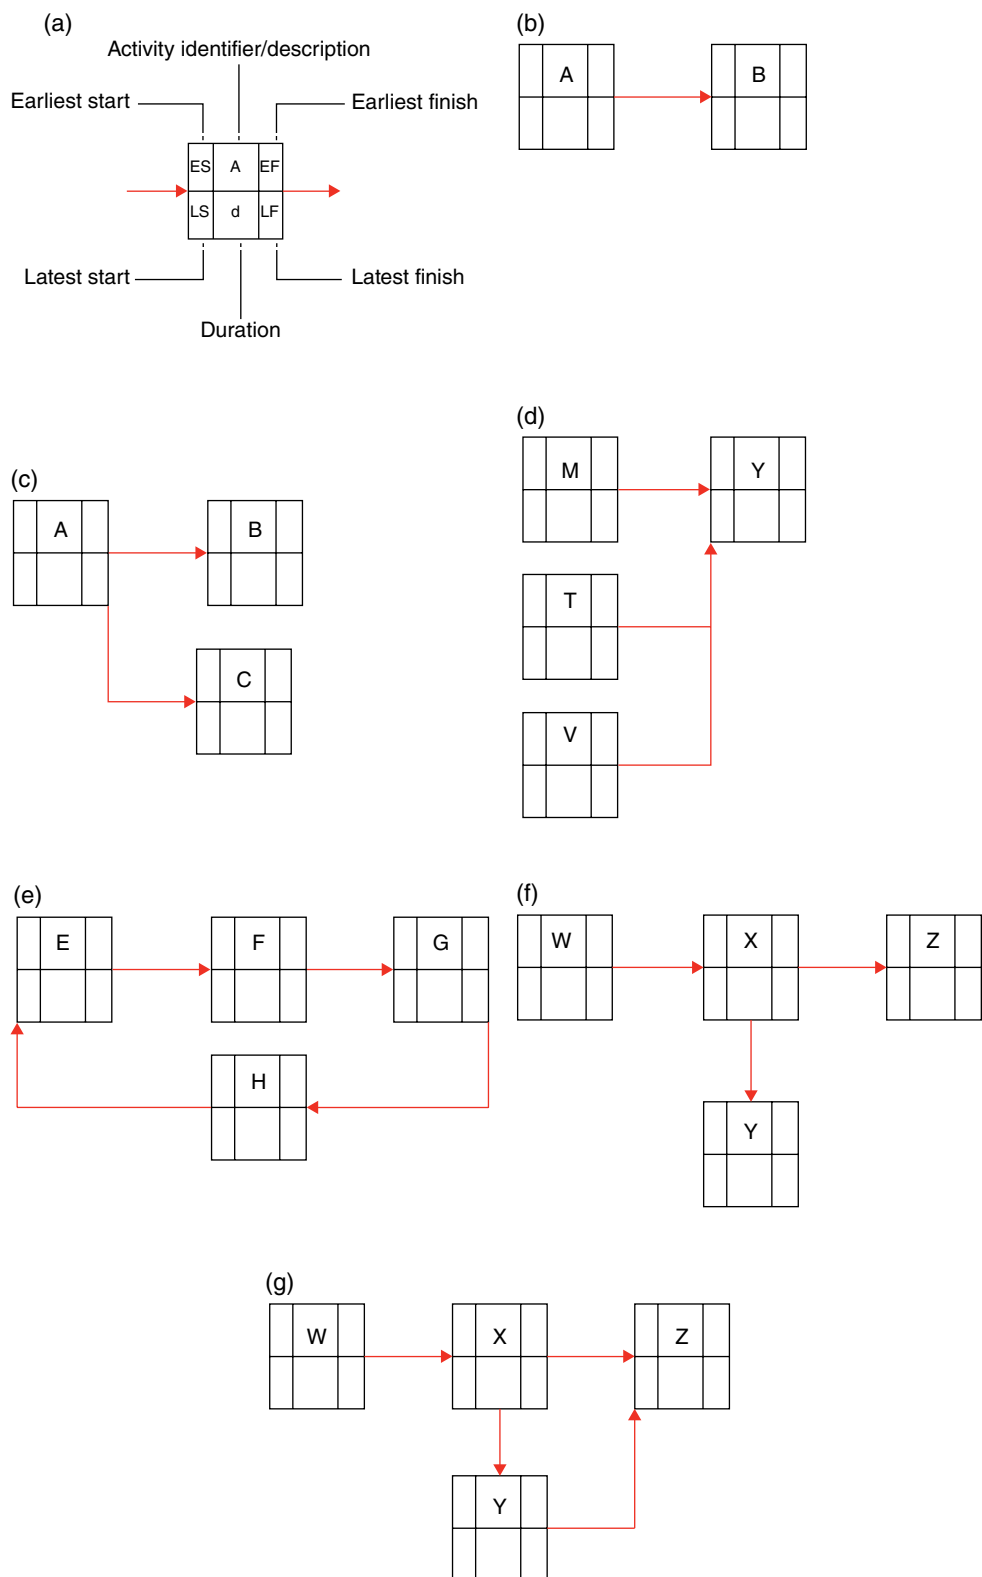 (a)
Activity identifier/description
Earliest start
Earliest finish
ES A EF
LS d LF
Latest start
Latest finish
Duration
(b)
A B
(c)
A B
C
(d)
M Y
T
V
(e)
E F G
H
(f)
W X Z
Y
(g)
W X Z
Y